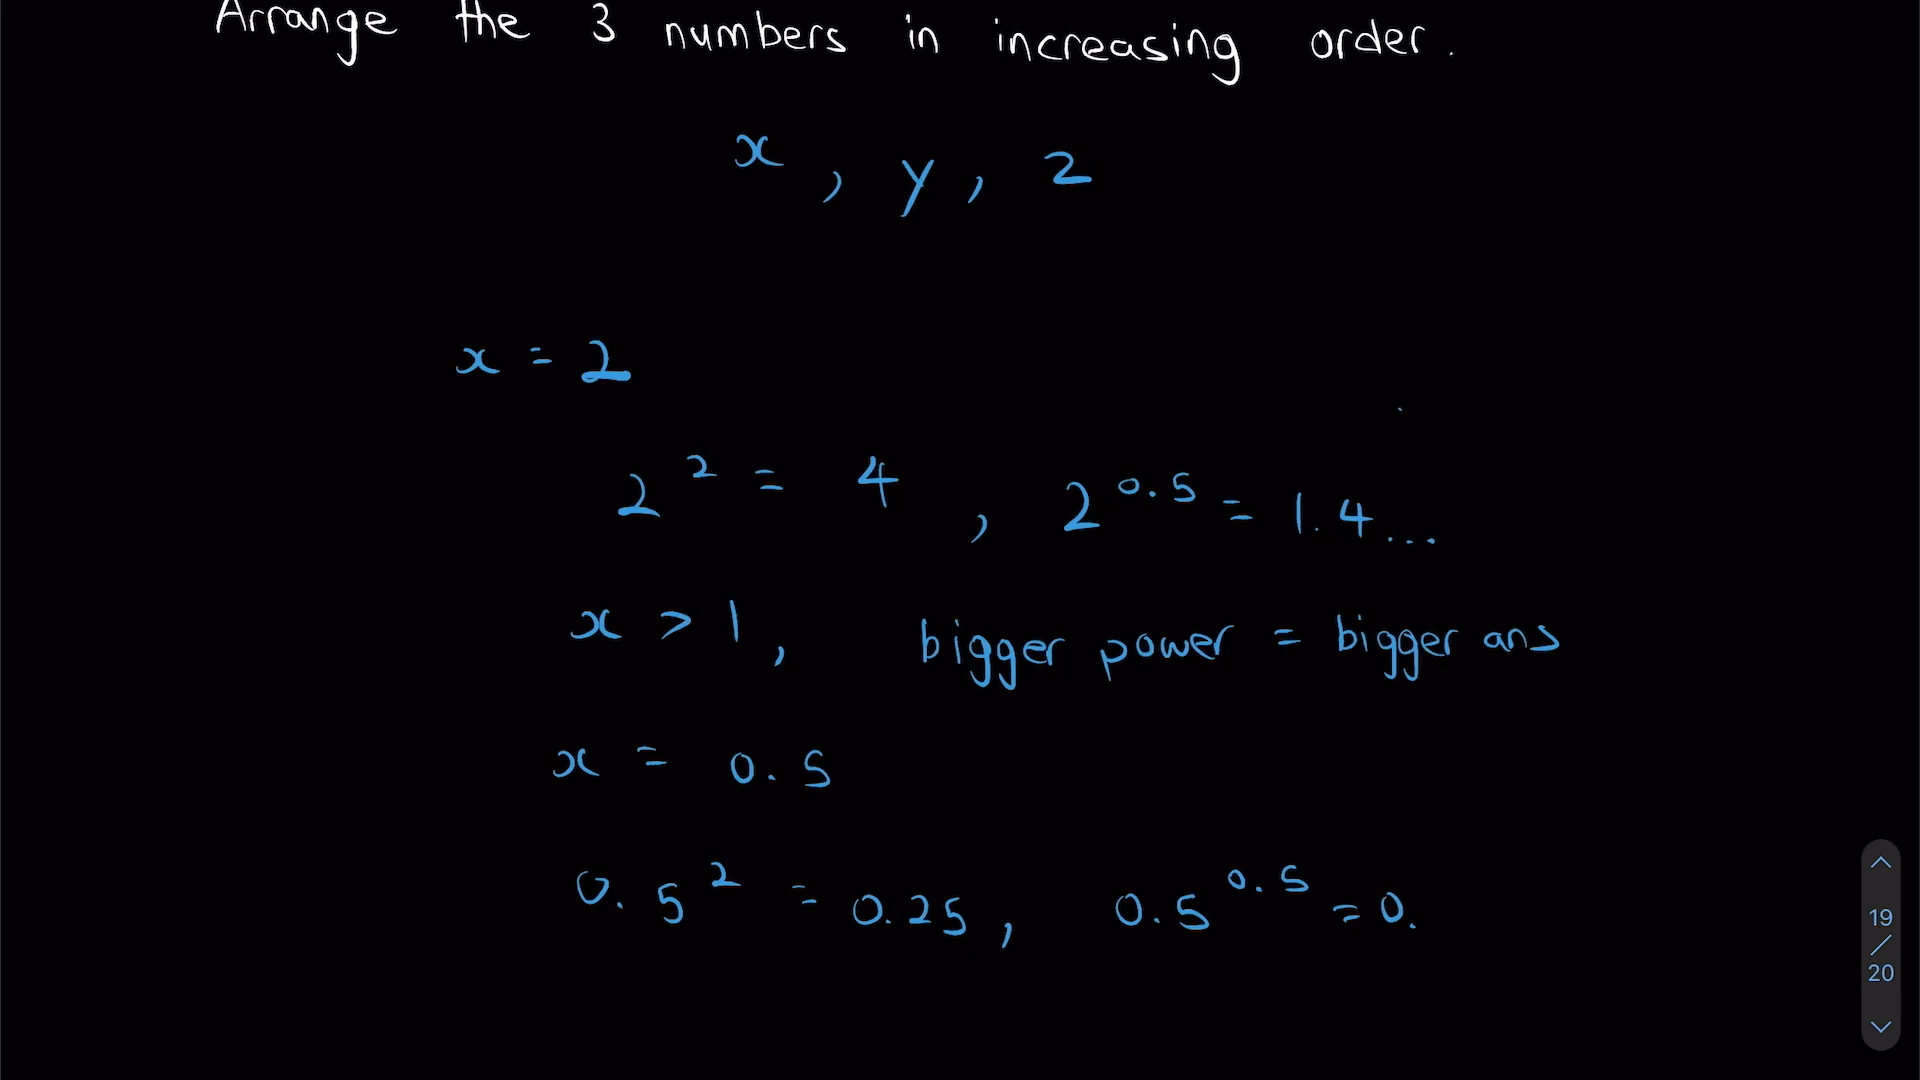 Arrange the 3 numbers in increasing order.
x, y, 2
x = 2
2² = 4, 2^0.5 = 1.4...
x > 1, bigger power = bigger ans
x = 0.5
0.5² = 0.25, 0.5^0.5 = 0.
19
/
20